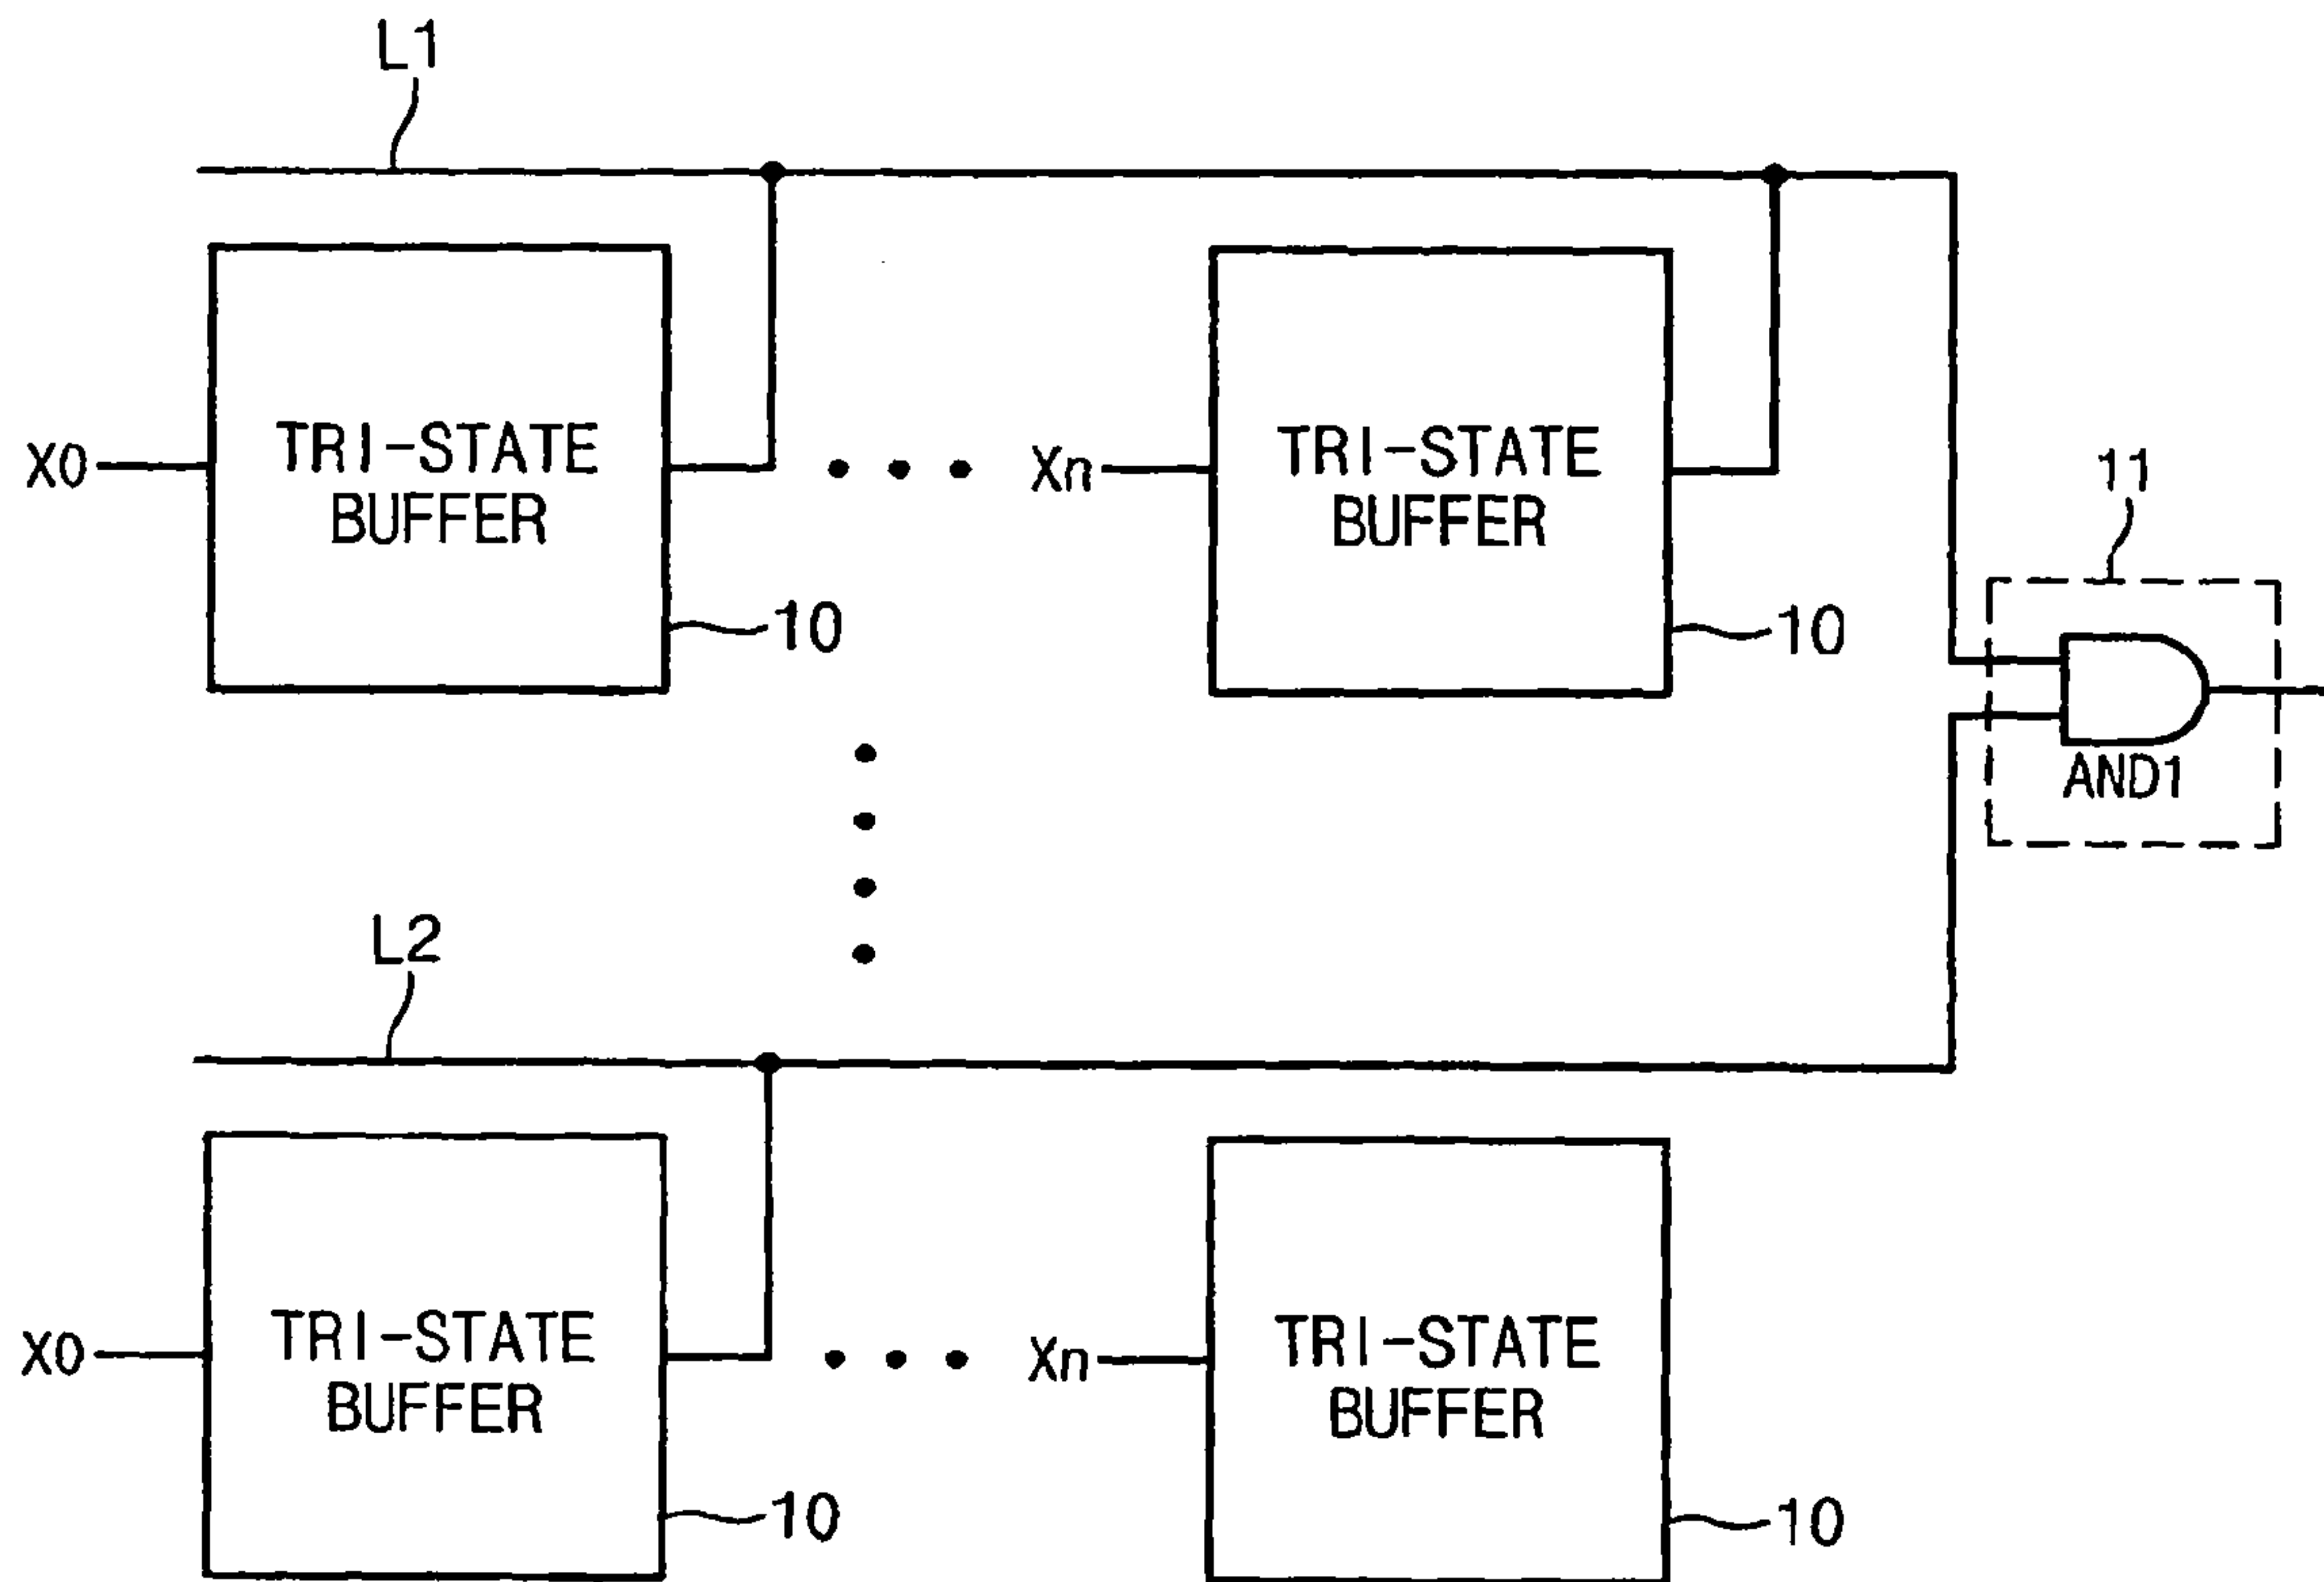 L1
X0
TRI-STATE
BUFFER
10
Xn
TRI-STATE
BUFFER
10
11
AND1
L2
X0
TRI-STATE
BUFFER
10
Xn
TRI-STATE
BUFFER
10